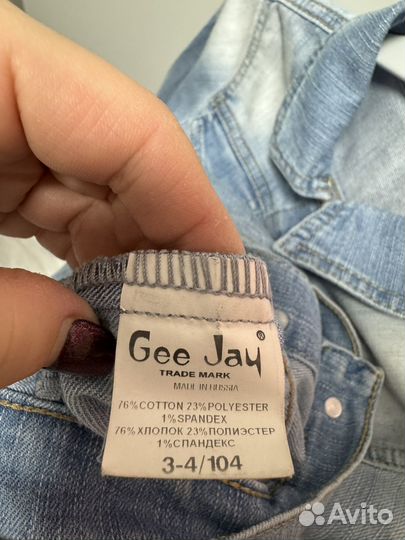 Gee Jay®
TRADE MARK
MADE IN RUSSIA
76%COTTON 23%POLYESTER
1%SPANDEX
76%ХЛОПОК 23%ПОЛИЭСТЕР
1%СПАНДЕКС
3-4/104
Avito